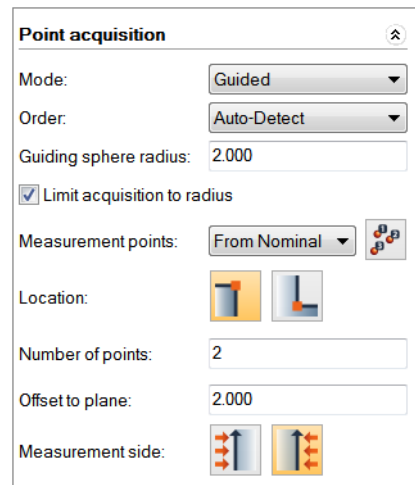 Point acquisition
Mode: Guided
Order: Auto-Detect
Guiding sphere radius: 2.000
Limit acquisition to radius
Measurement points: From Nominal
Location:
Number of points: 2
Offset to plane: 2.000
Measurement side: